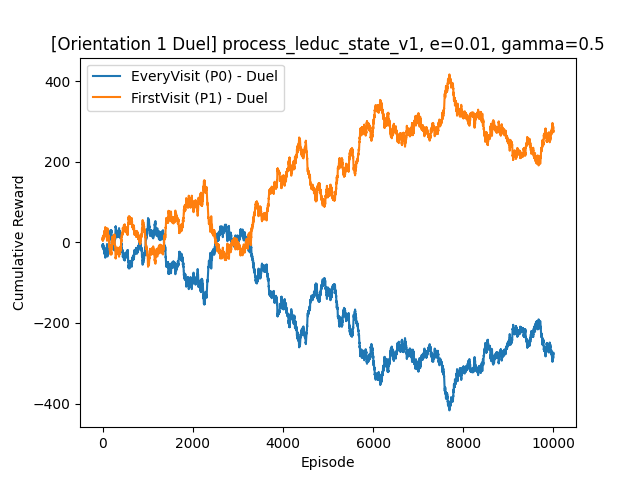 [Orientation 1 Duel] process_leduc_state_v1, e=0.01, gamma=0.5
EveryVisit (P0) - Duel
FirstVisit (P1) - Duel
400
200
0
−200
−400
Cumulative Reward
0
2000
4000
6000
8000
10000
Episode